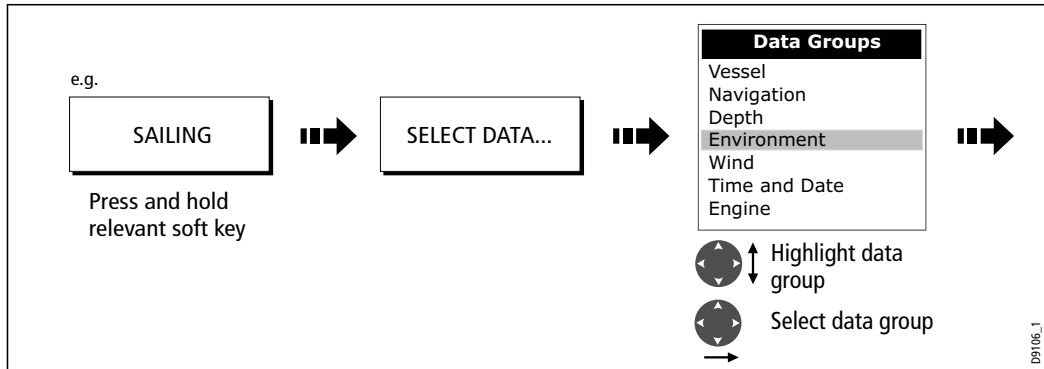 e.g.
SAILING
Press and hold
relevant soft key
SELECT DATA...
Data Groups
Vessel
Navigation
Depth
Environment
Wind
Time and Date
Engine
Highlight data
group
Select data group
D9106_1